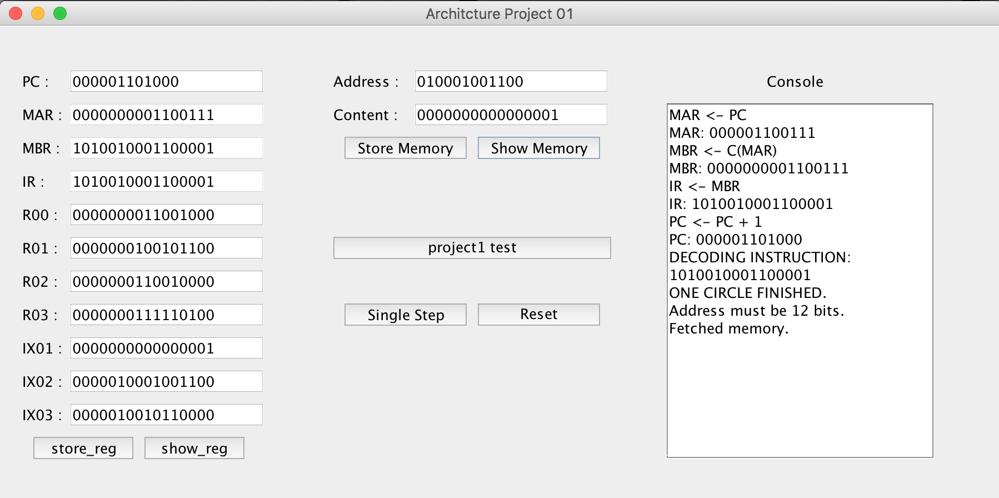 Architcture Project 01
PC : 000001101000
MAR : 0000000001100111
MBR : 1010010001100001
IR : 1010010001100001
R00 : 0000000011001000
R01 : 0000000100101100
R02 : 0000000110010000
R03 : 0000000111110100
IX01 : 0000000000000001
IX02 : 0000010001001100
IX03 : 0000010010110000
store_reg show_reg
Address : 010001001100
Content : 0000000000000001
Store Memory Show Memory
project1 test
Single Step Reset
Console
MAR <- PC
MAR: 000001100111
MBR <- C(MAR)
MBR: 0000000001100111
IR <- MBR
IR: 1010010001100001
PC <- PC + 1
PC: 000001101000
DECODING INSTRUCTION:
1010010001100001
ONE CIRCLE FINISHED.
Address must be 12 bits.
Fetched memory.